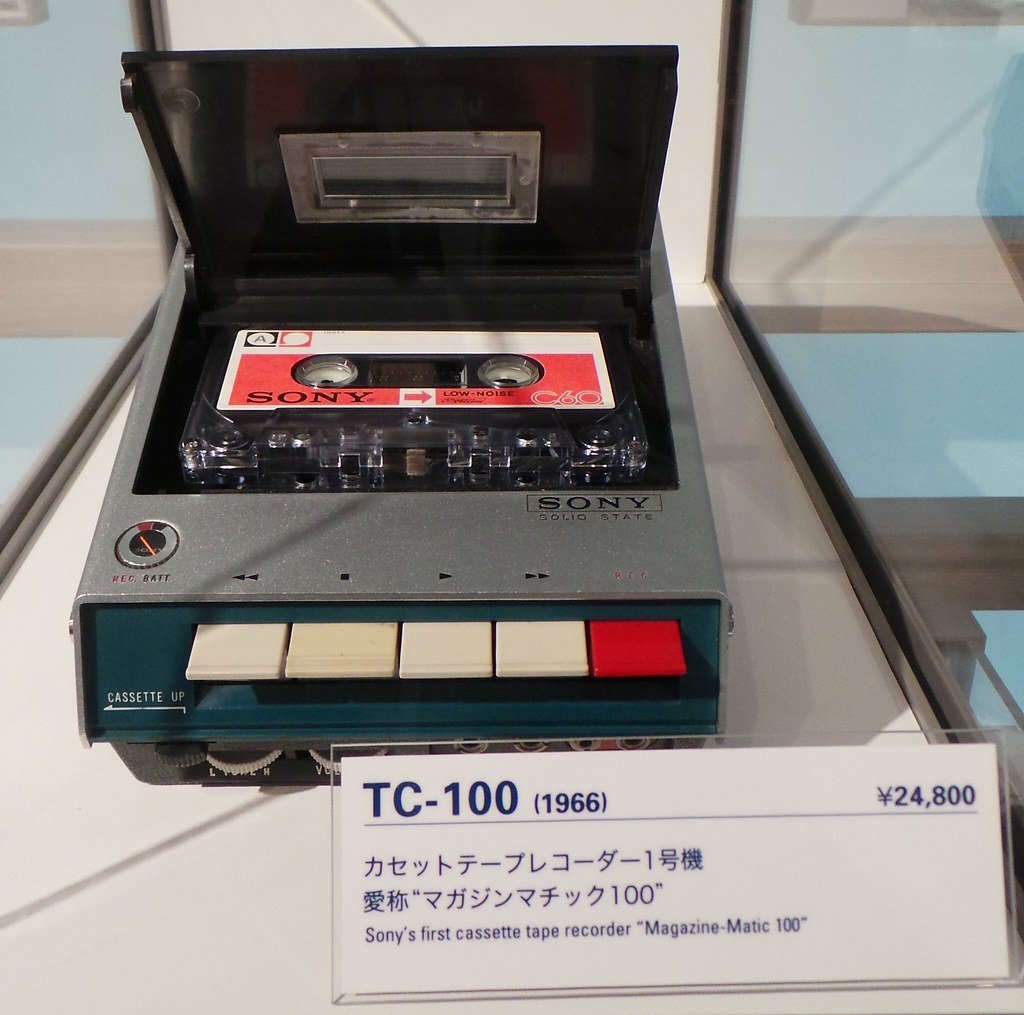 A
INDEX
SONY
LOW-NOISE
C60
SONY
SOLID STATE
REC. BATT
REC
CASSETTE UP
TC-100 (1966) ¥24,800
カセットテープレコーダー1号機
愛称“マガジンマチック100”
Sony's first cassette tape recorder “Magazine-Matic 100”